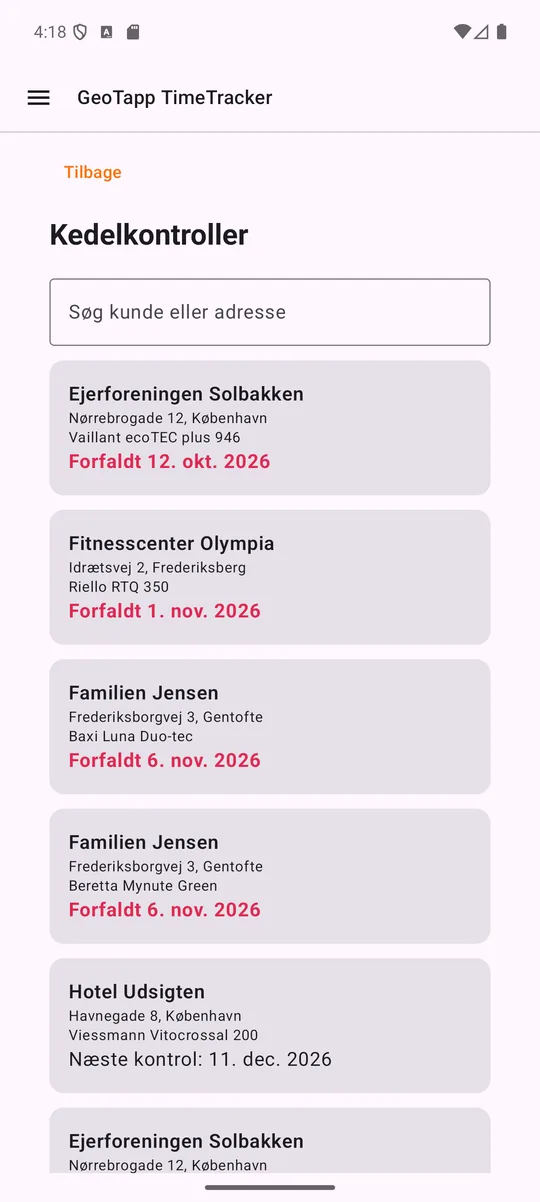 4:18
GeoTapp TimeTracker
Tilbage
Kedelkontroller
Søg kunde eller adresse
Ejerforeningen Solbakken
Nørrebrogade 12, København
Vaillant ecoTEC plus 946
Forfaldt 12. okt. 2026
Fitnesscenter Olympia
Idrætsvej 2, Frederiksberg
Riello RTQ 350
Forfaldt 1. nov. 2026
Familien Jensen
Frederiksborgvej 3, Gentofte
Baxi Luna Duo-tec
Forfaldt 6. nov. 2026
Familien Jensen
Frederiksborgvej 3, Gentofte
Beretta Mynute Green
Forfaldt 6. nov. 2026
Hotel Udsigten
Havnegade 8, København
Viessmann Vitocrossal 200
Næste kontrol: 11. dec. 2026
Ejerforeningen Solbakken
Nørrebrogade 12, København